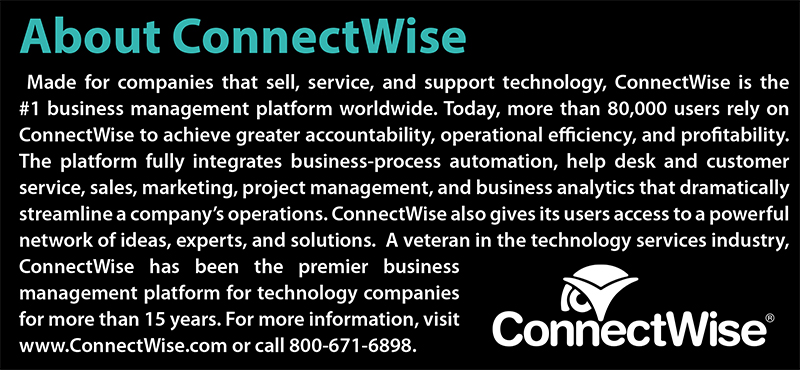 About ConnectWise
Made for companies that sell, service, and support technology, ConnectWise is the
#1 business management platform worldwide. Today, more than 80,000 users rely on
ConnectWise to achieve greater accountability, operational efficiency, and profitability.
The platform fully integrates business-process automation, help desk and customer
service, sales, marketing, project management, and business analytics that dramatically
streamline a company’s operations. ConnectWise also gives its users access to a powerful
network of ideas, experts, and solutions.  A veteran in the technology services industry,
ConnectWise has been the premier business
management platform for technology companies
for more than 15 years. For more information, visit
www.ConnectWise.com or call 800-671-6898.
ConnectWise®